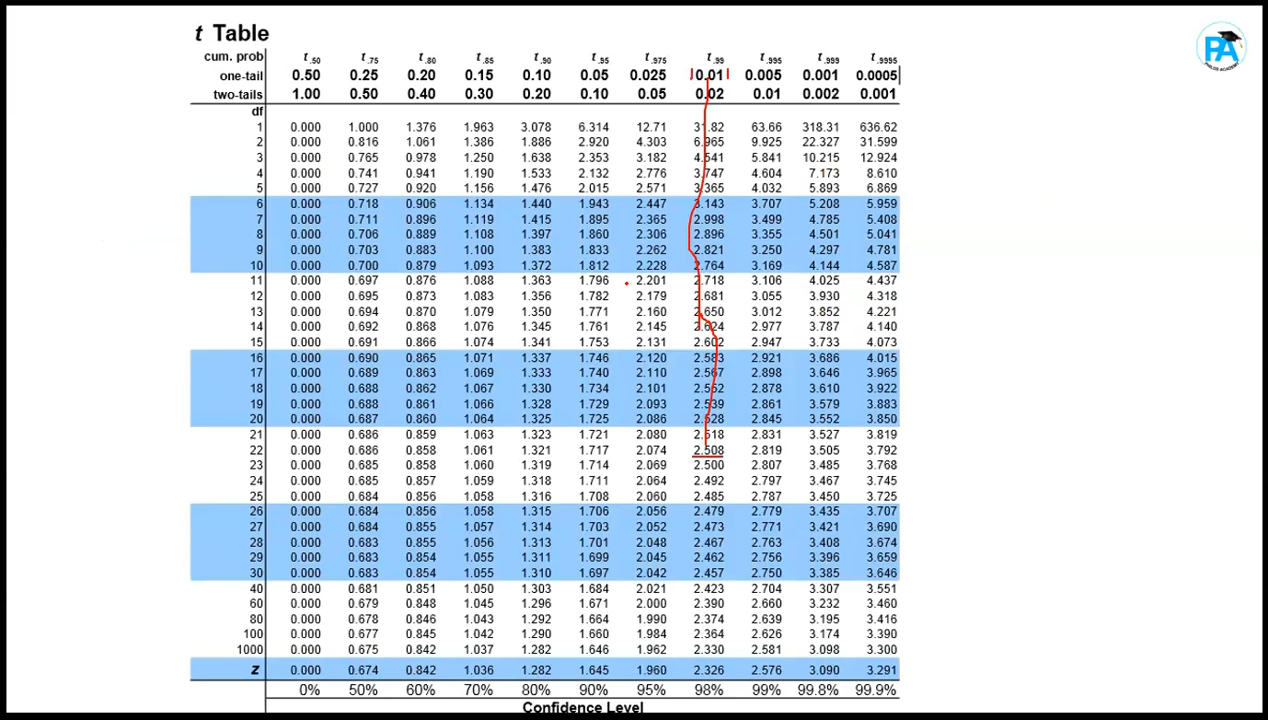 t Table
cum. prob t.50 t.75 t.80 t.85 t.90 t.95 t.975 t.99 t.995 t.999 t.9995
one-tail 0.50 0.25 0.20 0.15 0.10 0.05 0.025 0.01 0.005 0.001 0.0005
two-tails 1.00 0.50 0.40 0.30 0.20 0.10 0.05 0.02 0.01 0.002 0.001
df
1 0.000 1.000 1.376 1.963 3.078 6.314 12.71 31.82 63.66 318.31 636.62
2 0.000 0.816 1.061 1.386 1.886 2.920 4.303 6.965 9.925 22.327 31.599
3 0.000 0.765 0.978 1.250 1.638 2.353 3.182 4.541 5.841 10.215 12.924
4 0.000 0.741 0.941 1.190 1.533 2.132 2.776 3.747 4.604 7.173 8.610
5 0.000 0.727 0.920 1.156 1.476 2.015 2.571 3.365 4.032 5.893 6.869
6 0.000 0.718 0.906 1.134 1.440 1.943 2.447 3.143 3.707 5.208 5.959
7 0.000 0.711 0.896 1.119 1.415 1.895 2.365 2.998 3.499 4.785 5.408
8 0.000 0.706 0.889 1.108 1.397 1.860 2.306 2.896 3.355 4.501 5.041
9 0.000 0.703 0.883 1.100 1.383 1.833 2.262 2.821 3.250 4.297 4.781
10 0.000 0.700 0.879 1.093 1.372 1.812 2.228 2.764 3.169 4.144 4.587
11 0.000 0.697 0.876 1.088 1.363 1.796 2.201 2.718 3.106 4.025 4.437
12 0.000 0.695 0.873 1.083 1.356 1.782 2.179 2.681 3.055 3.930 4.318
13 0.000 0.694 0.870 1.079 1.350 1.771 2.160 2.650 3.012 3.852 4.221
14 0.000 0.692 0.868 1.076 1.345 1.761 2.145 2.624 2.977 3.787 4.140
15 0.000 0.691 0.866 1.074 1.341 1.753 2.131 2.602 2.947 3.733 4.073
16 0.000 0.690 0.865 1.071 1.337 1.746 2.120 2.583 2.921 3.686 4.015
17 0.000 0.689 0.863 1.069 1.333 1.740 2.110 2.567 2.898 3.646 3.965
18 0.000 0.688 0.862 1.067 1.330 1.734 2.101 2.552 2.878 3.610 3.922
19 0.000 0.688 0.861 1.066 1.328 1.729 2.093 2.539 2.861 3.579 3.883
20 0.000 0.687 0.860 1.064 1.325 1.725 2.086 2.528 2.845 3.552 3.850
21 0.000 0.686 0.859 1.063 1.323 1.721 2.080 2.518 2.831 3.527 3.819
22 0.000 0.686 0.858 1.061 1.321 1.717 2.074 2.508 2.819 3.505 3.792
23 0.000 0.685 0.858 1.060 1.319 1.714 2.069 2.500 2.807 3.485 3.768
24 0.000 0.685 0.857 1.059 1.318 1.711 2.064 2.492 2.797 3.467 3.745
25 0.000 0.684 0.856 1.058 1.316 1.708 2.060 2.485 2.787 3.450 3.725
26 0.000 0.684 0.856 1.058 1.315 1.706 2.056 2.479 2.779 3.435 3.707
27 0.000 0.684 0.855 1.057 1.314 1.703 2.052 2.473 2.771 3.421 3.690
28 0.000 0.683 0.855 1.056 1.313 1.701 2.048 2.467 2.763 3.408 3.674
29 0.000 0.683 0.854 1.055 1.311 1.699 2.045 2.462 2.756 3.396 3.659
30 0.000 0.683 0.854 1.055 1.310 1.697 2.042 2.457 2.750 3.385 3.646
40 0.000 0.681 0.851 1.050 1.303 1.684 2.021 2.423 2.704 3.307 3.551
60 0.000 0.679 0.848 1.045 1.296 1.671 2.000 2.390 2.660 3.232 3.460
80 0.000 0.678 0.846 1.043 1.292 1.664 1.990 2.374 2.639 3.195 3.416
100 0.000 0.677 0.845 1.042 1.290 1.660 1.984 2.364 2.626 3.174 3.390
1000 0.000 0.675 0.842 1.037 1.282 1.646 1.962 2.330 2.581 3.098 3.300
z 0.000 0.674 0.842 1.036 1.282 1.645 1.960 2.326 2.576 3.090 3.291
0% 50% 60% 70% 80% 90% 95% 98% 99% 99.8% 99.9%
Confidence Level
PA